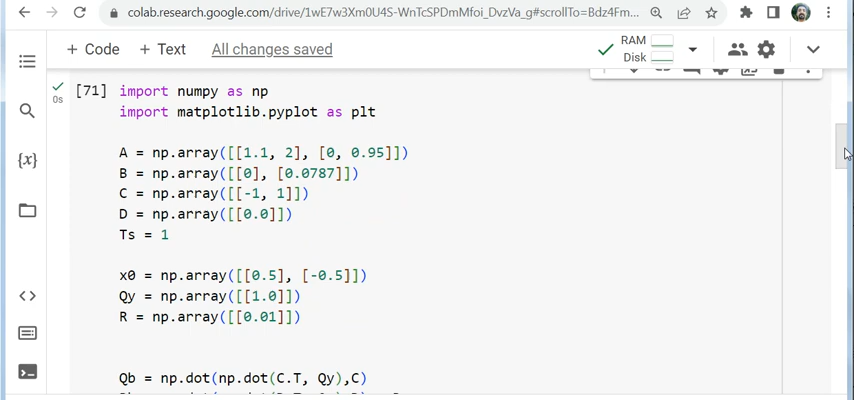 colab.research.google.com/drive/1wE7w3Xm0U4S-WnTcSPDmMfoi_DvzVa_g#scrollTo=Bdz4Fm...
+ Code + Text All changes saved
RAM
Disk
[71] import numpy as np
0s
import matplotlib.pyplot as plt
A = np.array([[1.1, 2], [0, 0.95]])
B = np.array([[0], [0.0787]])
C = np.array([[-1, 1]])
D = np.array([[0.0]])
Ts = 1
x0 = np.array([[0.5], [-0.5]])
Qy = np.array([[1.0]])
R = np.array([[0.01]])
Qb = np.dot(np.dot(C.T, Qy),C)